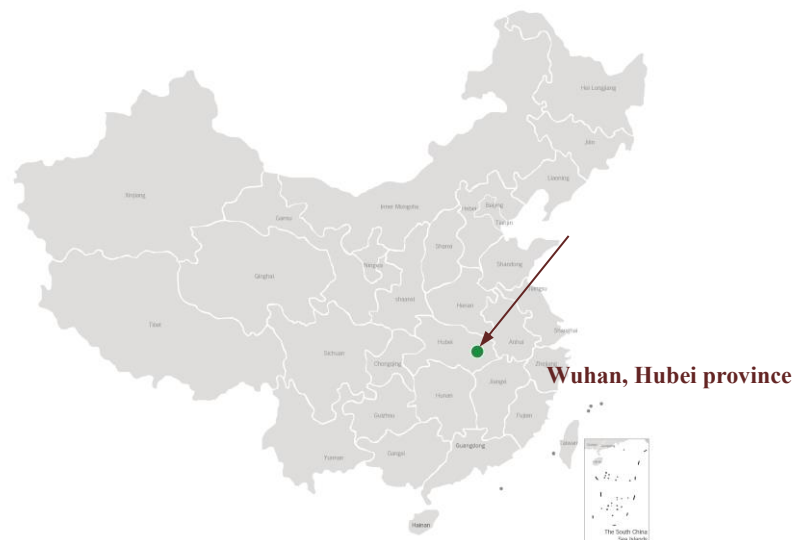 Hei Longjiang
Jilin
Liaoning
Xinjiang
Inner Mongolia
Beijing
Hebei
Gansu
Tianjin
Shanxi
Ningxia
Shandong
Qinghai
Jiangsu
Shaanxi
Henan
Tibet
Shanghai
Hubei
Anhui
Sichuan
Chongqing
Zhejiang
Wuhan, Hubei province
Jiangxi
Hunan
Guizhou
Fujian
Taiwan
Guangdong
Yunnan
Hainan
The South China
Sea Islands